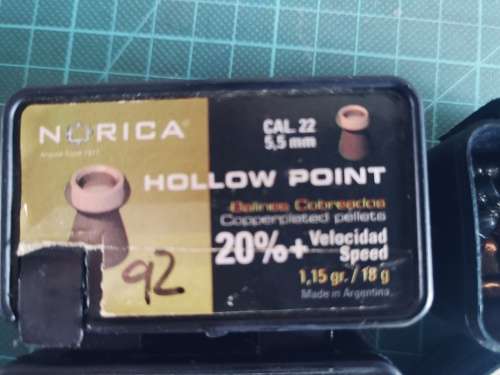 NORICA
CAL. 22
5,5 mm
HOLLOW POINT
Balines Cobreados
Copperplated pellets
20%+ Velocidad
Speed
1,15 gr. / 18 g
Made in Argentina
92